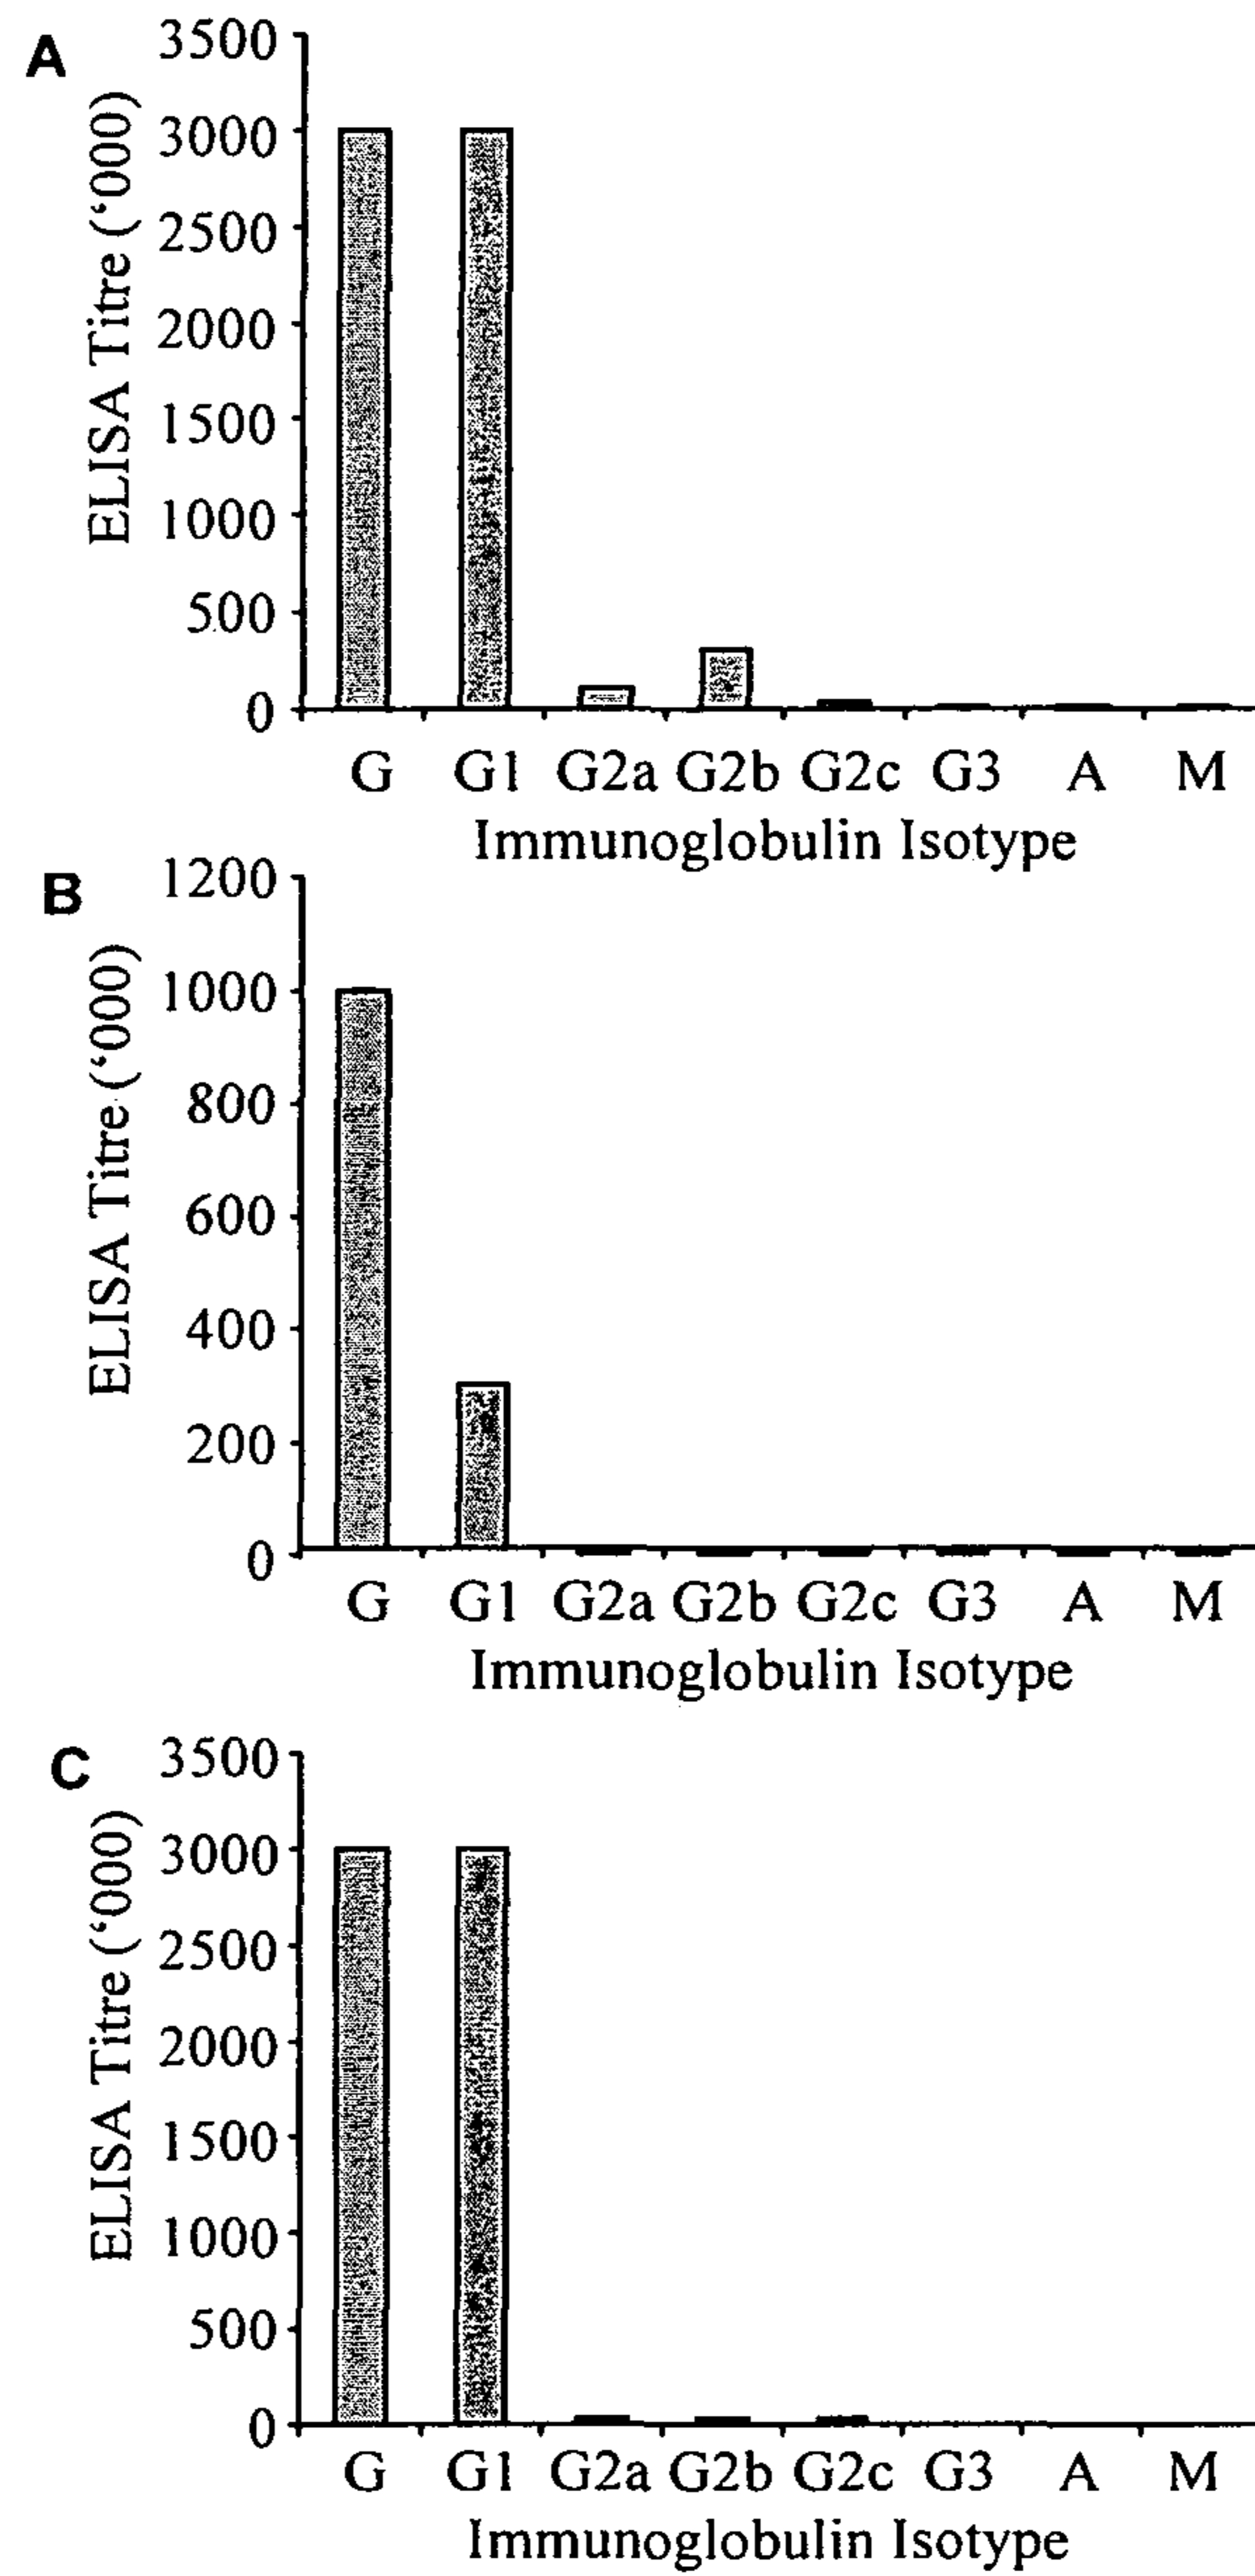 A
ELISA Titre (‘000)
3500
3000
2500
2000
1500
1000
500
0
G G1 G2a G2b G2c G3 A M
Immunoglobulin Isotype
B
ELISA Titre (‘000)
1200
1000
800
600
400
200
0
G G1 G2a G2b G2c G3 A M
Immunoglobulin Isotype
C
ELISA Titre (‘000)
3500
3000
2500
2000
1500
1000
500
0
G G1 G2a G2b G2c G3 A M
Immunoglobulin Isotype